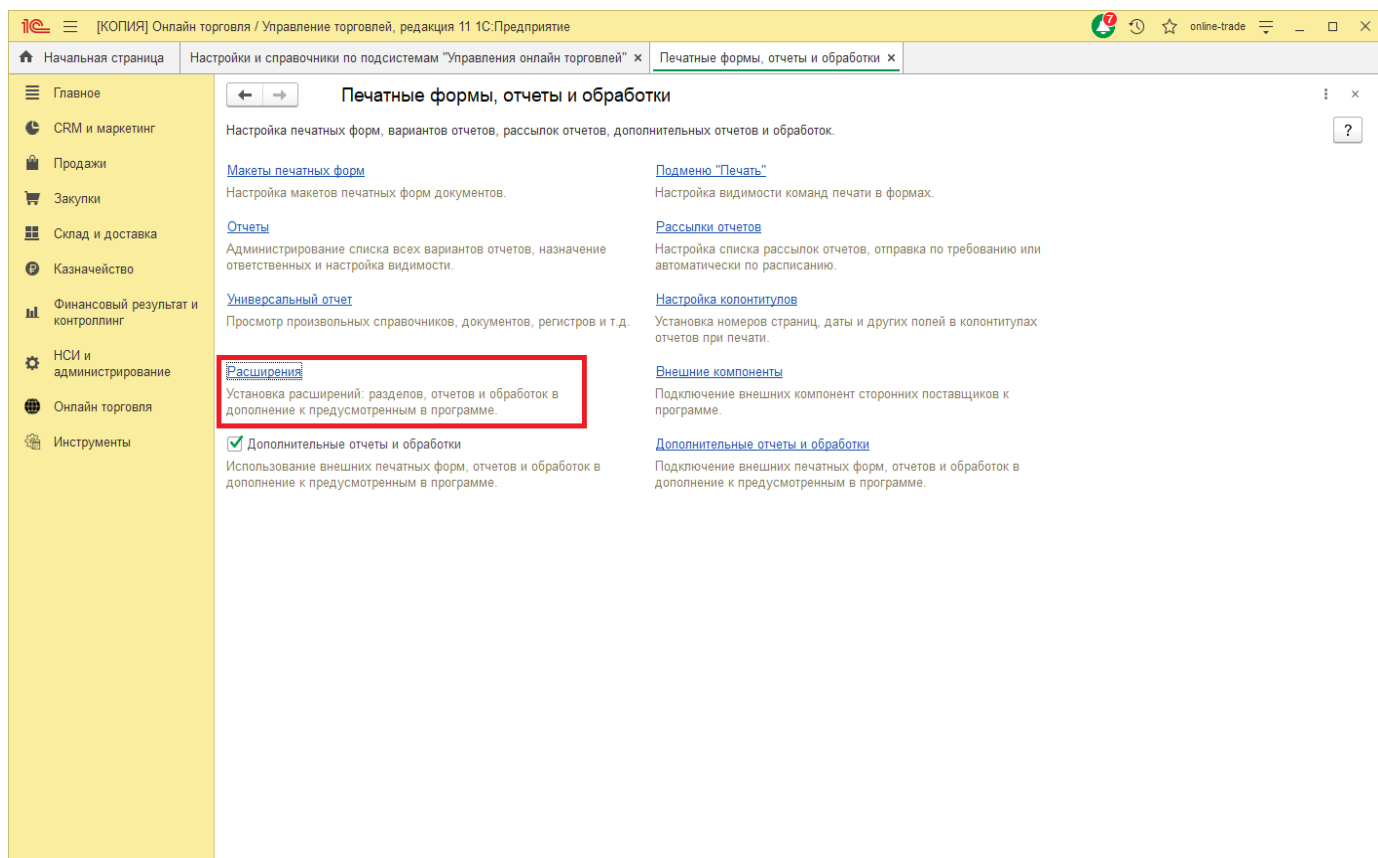 1С [КОПИЯ] Онлайн торговля / Управление торговлей, редакция 11 1С:Предприятие 7 online-trade
Начальная страница Настройки и справочники по подсистемам "Управления онлайн торговлей" × Печатные формы, отчеты и обработки ×
Главное
CRM и маркетинг
Продажи
Закупки
Склад и доставка
Казначейство
Финансовый результат и
контроллинг
НСИ и
администрирование
Онлайн торговля
Инструменты
Печатные формы, отчеты и обработки
Настройка печатных форм, вариантов отчетов, рассылок отчетов, дополнительных отчетов и обработок.
?
Макеты печатных форм
Настройка макетов печатных форм документов.
Подменю "Печать"
Настройка видимости команд печати в формах.
Отчеты
Администрирование списка всех вариантов отчетов, назначение
ответственных и настройка видимости.
Рассылки отчетов
Настройка списка рассылок отчетов, отправка по требованию или
автоматически по расписанию.
Универсальный отчет
Просмотр произвольных справочников, документов, регистров и т.д.
Настройка колонтитулов
Установка номеров страниц, даты и других полей в колонтитулах
отчетов при печати.
Расширения
Установка расширений: разделов, отчетов и обработок в
дополнение к предусмотренным в программе.
Внешние компоненты
Подключение внешних компонент сторонних поставщиков к
программе.
Дополнительные отчеты и обработки
Использование внешних печатных форм, отчетов и обработок в
дополнение к предусмотренным в программе.
Дополнительные отчеты и обработки
Подключение внешних печатных форм, отчетов и обработок в
дополнение к предусмотренным в программе.